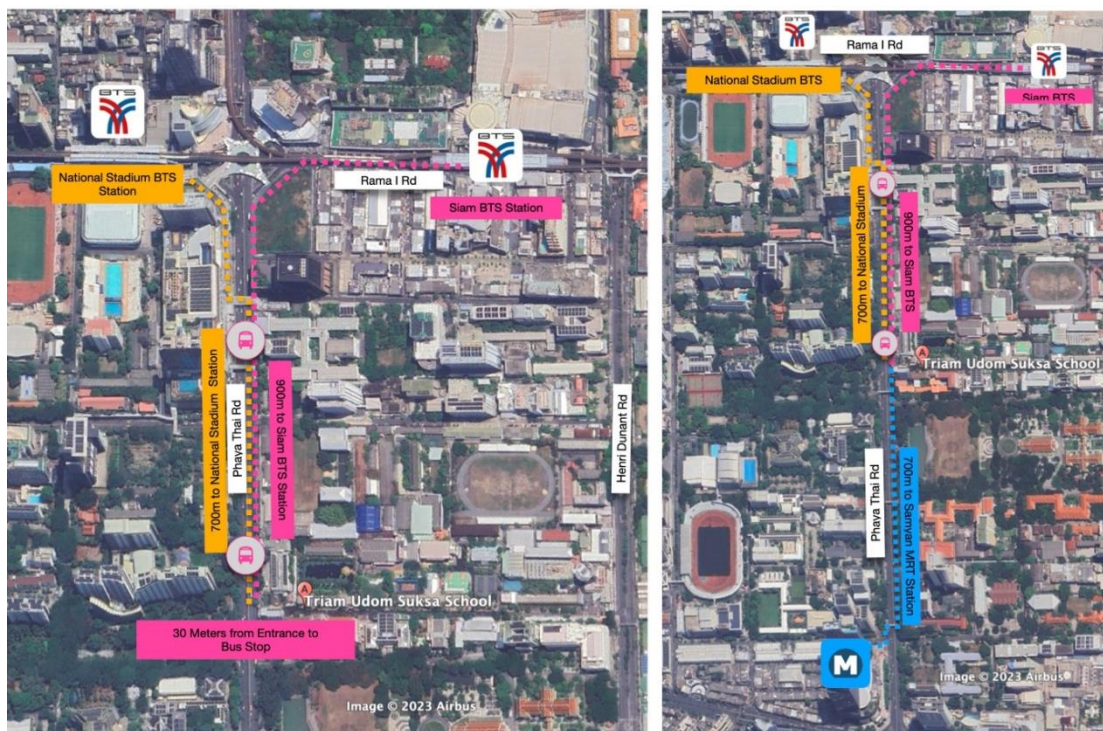 BTS
National Stadium BTS
Station
BTS
Rama I Rd
Siam BTS Station
700m to National Stadium Station
Phaya Thai Rd
900m to Siam BTS Station
Henri Dunant Rd
A
Triam Udom Suksa School
30 Meters from Entrance to
Bus Stop
Image © 2023 Airbus
BTS
Rama I Rd
BTS
National Stadium BTS
Siam BTS
700m to National Stadium
900m to Siam BTS
A
Triam Udom Suksa School
Phaya Thai Rd
700m to Samyan MRT Station
M
Image © 2023 Airbus